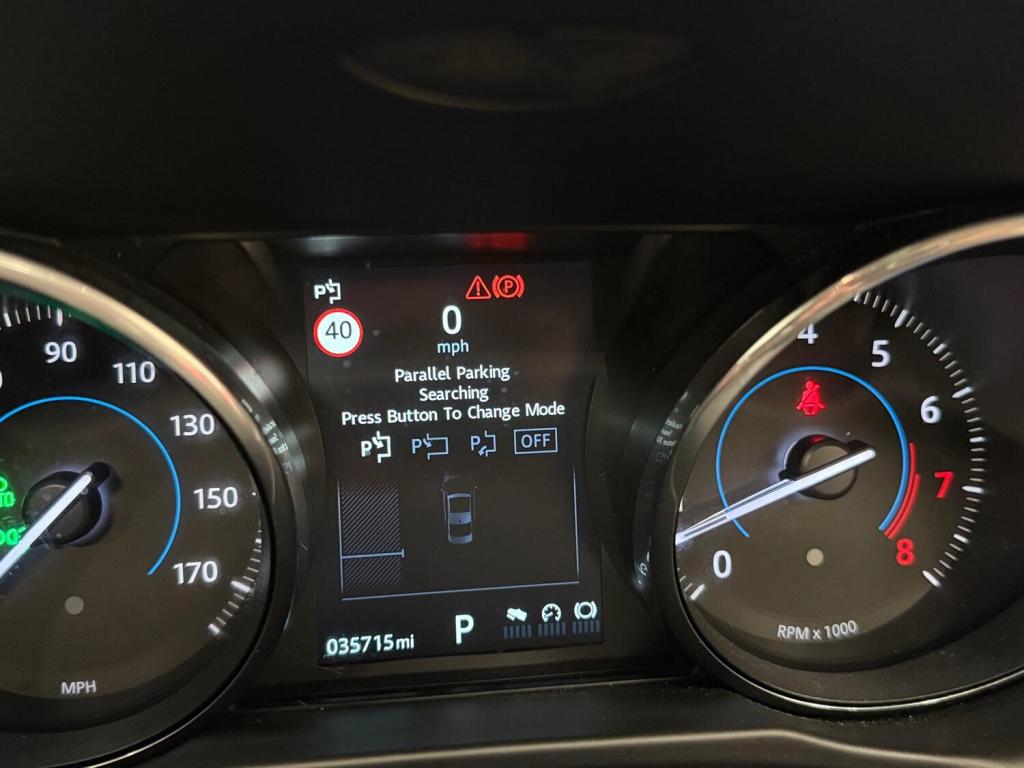 P
P
40
0
mph
Parallel Parking
Searching
Press Button To Change Mode
P P P OFF
035715mi P
90
110
130
150
170
MPH
4
5
6
7
8
0
RPM x 1000